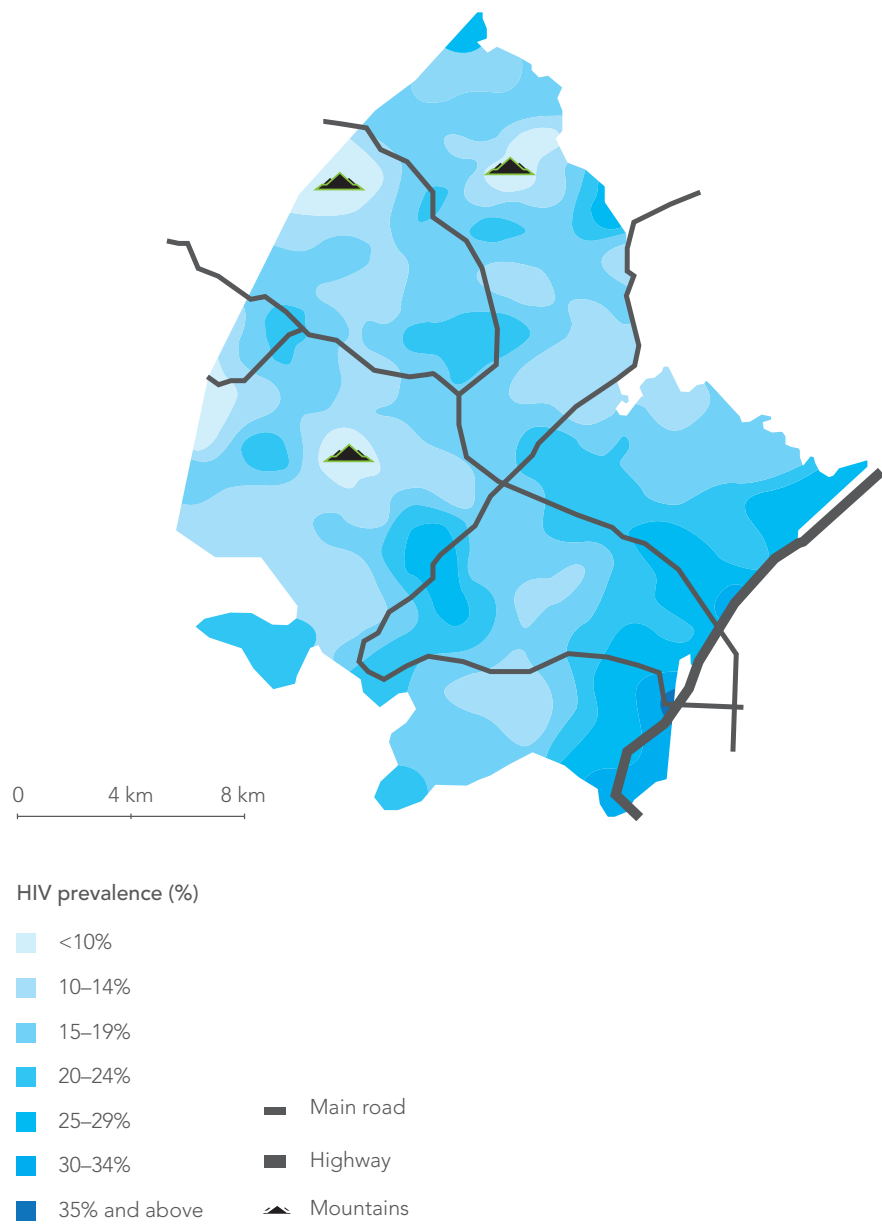 0 4 km 8 km
HIV prevalence (%)
<10%
10–14%
15–19%
20–24%
25–29%
30–34%
35% and above
Main road
Highway
Mountains